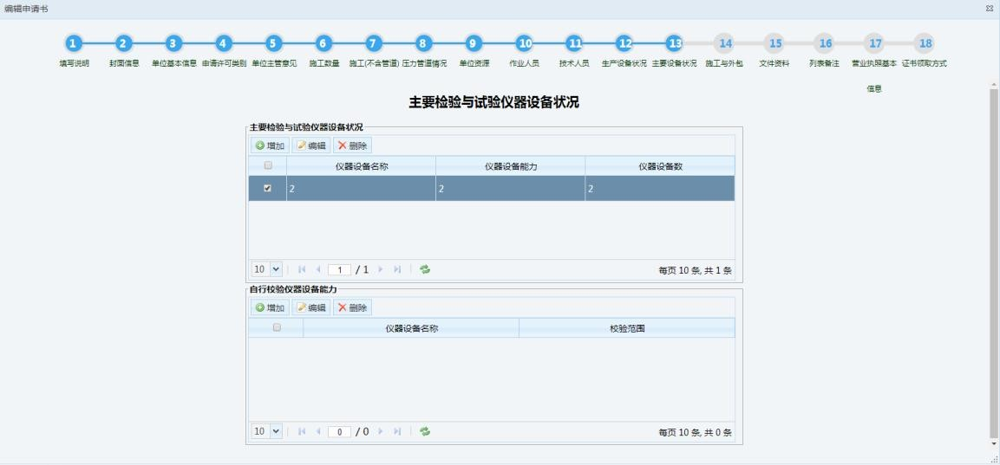 编辑申请书
1 2 3 4 5 6 7 8 9 10 11 12 13 14 15 16 17 18
填写说明 封面信息 单位基本信息 申请许可类别 单位主管意见 施工数量 施工(不含管道) 压力管道情况 单位资源 作业人员 技术人员 生产设备状况 主要设备状况 施工与外包 文件资料 列表备注 营业执照基本 证书领取方式
信息
主要检验与试验仪器设备状况
主要检验与试验仪器设备状况
增加 编辑 删除
仪器设备名称 仪器设备能力 仪器设备数
2 2 2
10 1 / 1 每页 10 条, 共 1 条
自行校验仪器设备能力
增加 编辑 删除
仪器设备名称 校验范围
10 0 / 0 每页 10 条, 共 0 条